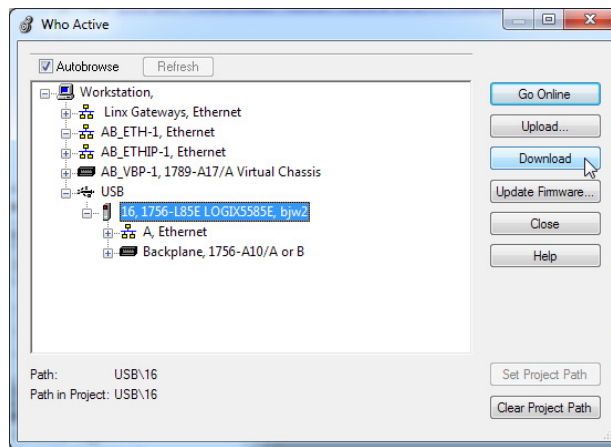 Who Active
Autobrowse
Refresh
Workstation,
Linx Gateways, Ethernet
AB_ETH-1, Ethernet
AB_ETHIP-1, Ethernet
AB_VBP-1, 1789-A17/A Virtual Chassis
USB
16, 1756-L85E LOGIX5585E, bjw2
A, Ethernet
Backplane, 1756-A10/A or B
Go Online
Upload...
Download
Update Firmware...
Close
Help
Path: USB\16
Path in Project: USB\16
Set Project Path
Clear Project Path